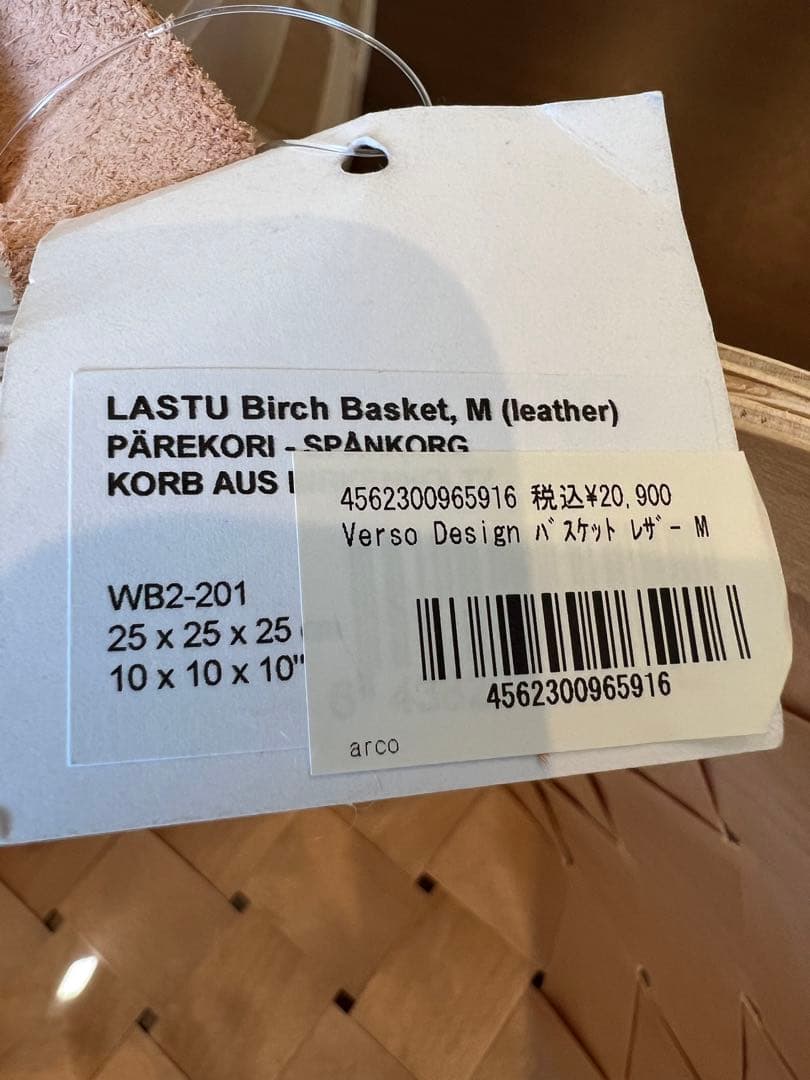 LASTU Birch Basket, M (leather)
PÄREKORI - SPÅNKORG
KORB AUS
WB2-201
25 x 25 x 25
10 x 10 x 10"
4562300965916 税込¥20,900
Verso Design ﾊﾞｽｹｯﾄ ﾚｻﾞｰ M
4562300965916
arco